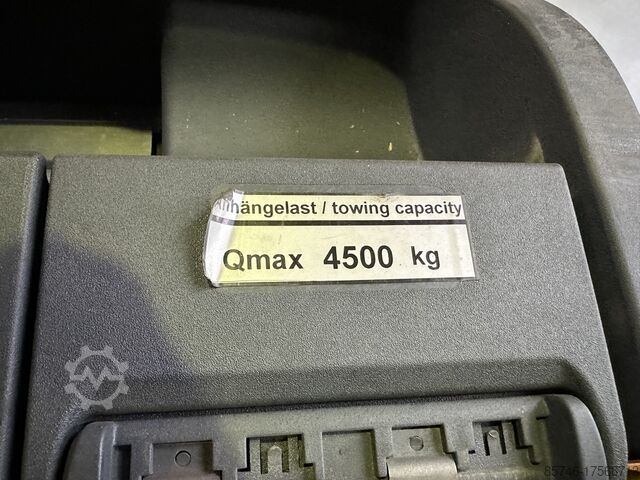 Anhängelast / towing capacity
Qmax 4500 kg